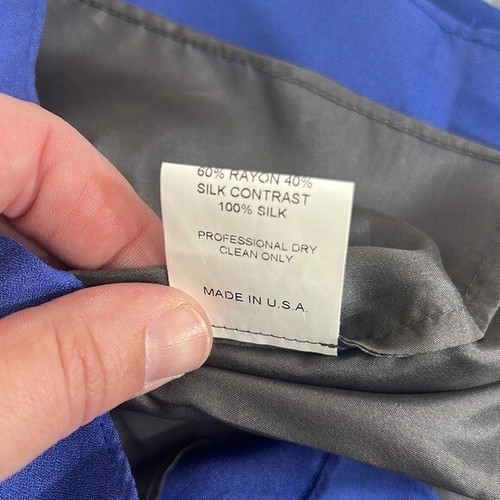 60% RAYON 40%
SILK CONTRAST
100% SILK
PROFESSIONAL DRY
CLEAN ONLY
MADE IN U.S.A.